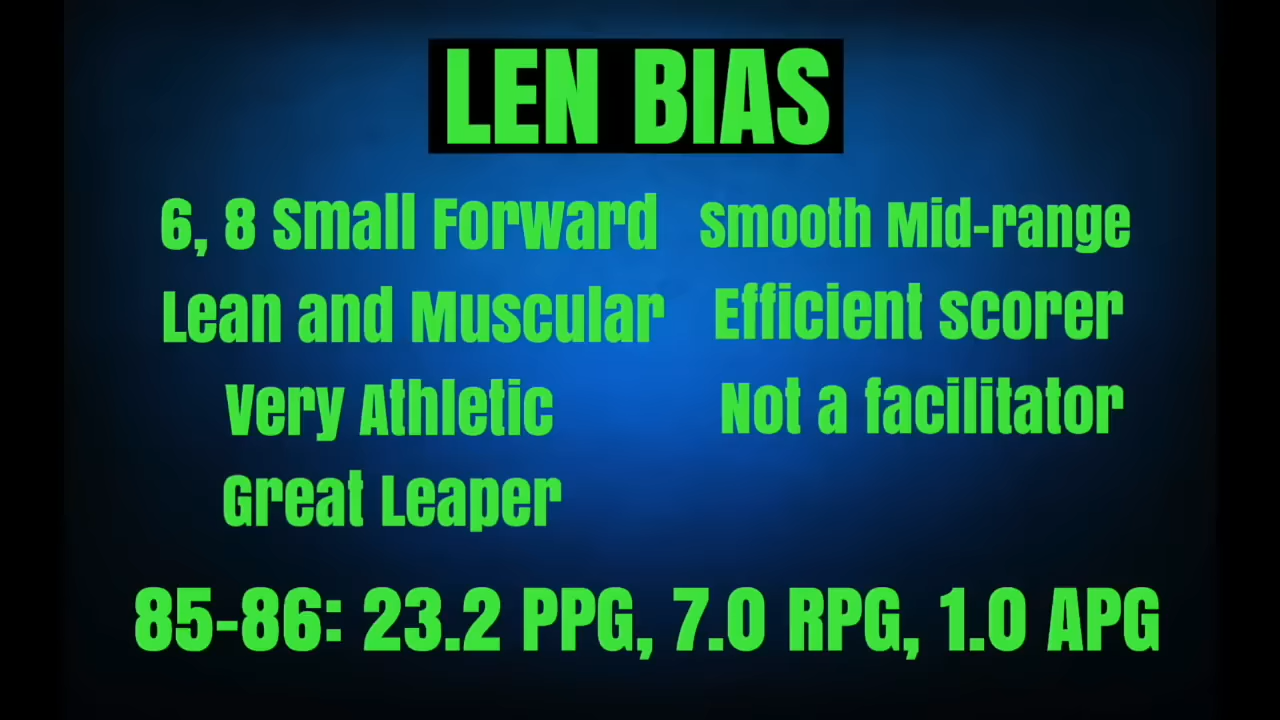 LEN BIAS
6, 8 Small Forward
Lean and Muscular
Very Athletic
Great Leaper
Smooth Mid-range
Efficient scorer
Not a facilitator
85-86: 23.2 PPG, 7.0 RPG, 1.0 APG